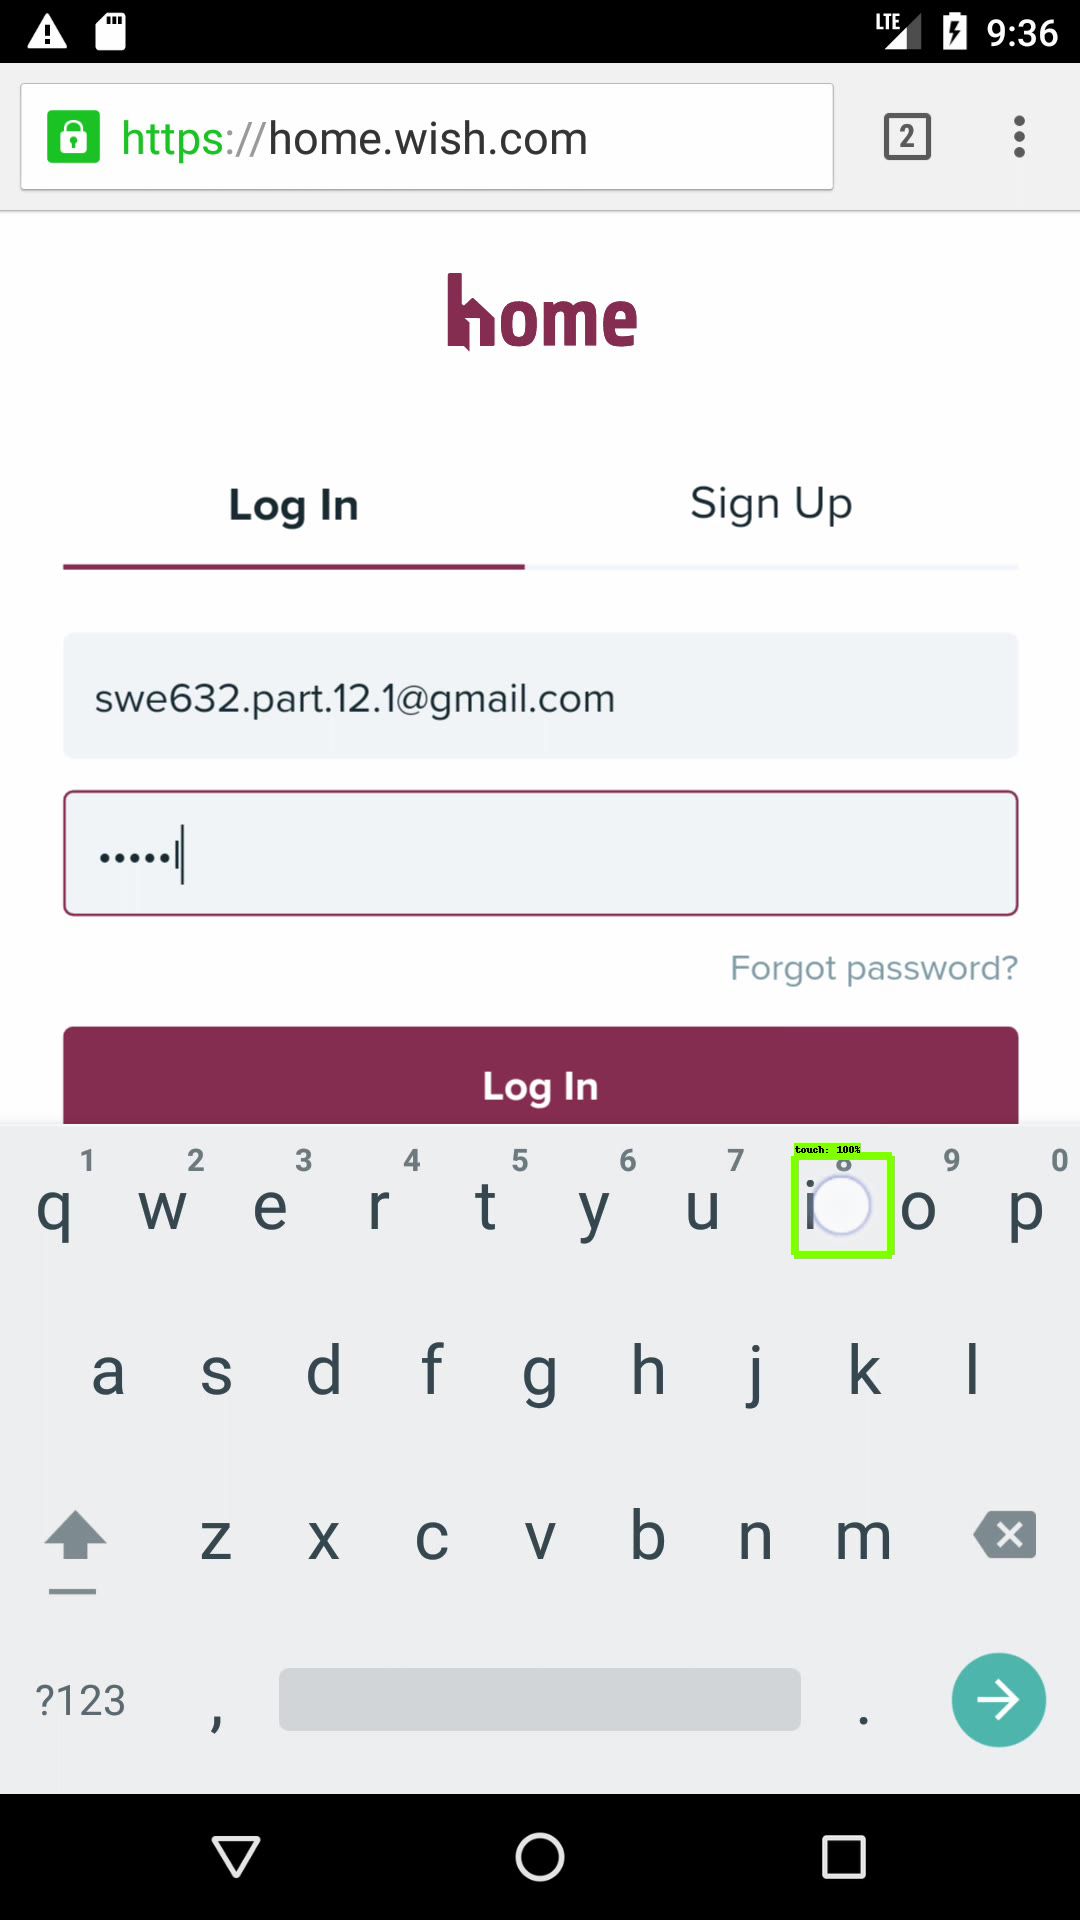 LTE 9:36
https://home.wish.com 2
home
Log In Sign Up
swe632.part.12.1@gmail.com
•••••l
Forgot password?
Log In
touch: 100%
1 2 3 4 5 6 7 8 9 0
q w e r t y u i o p
a s d f g h j k l
z x c v b n m
?123 , .